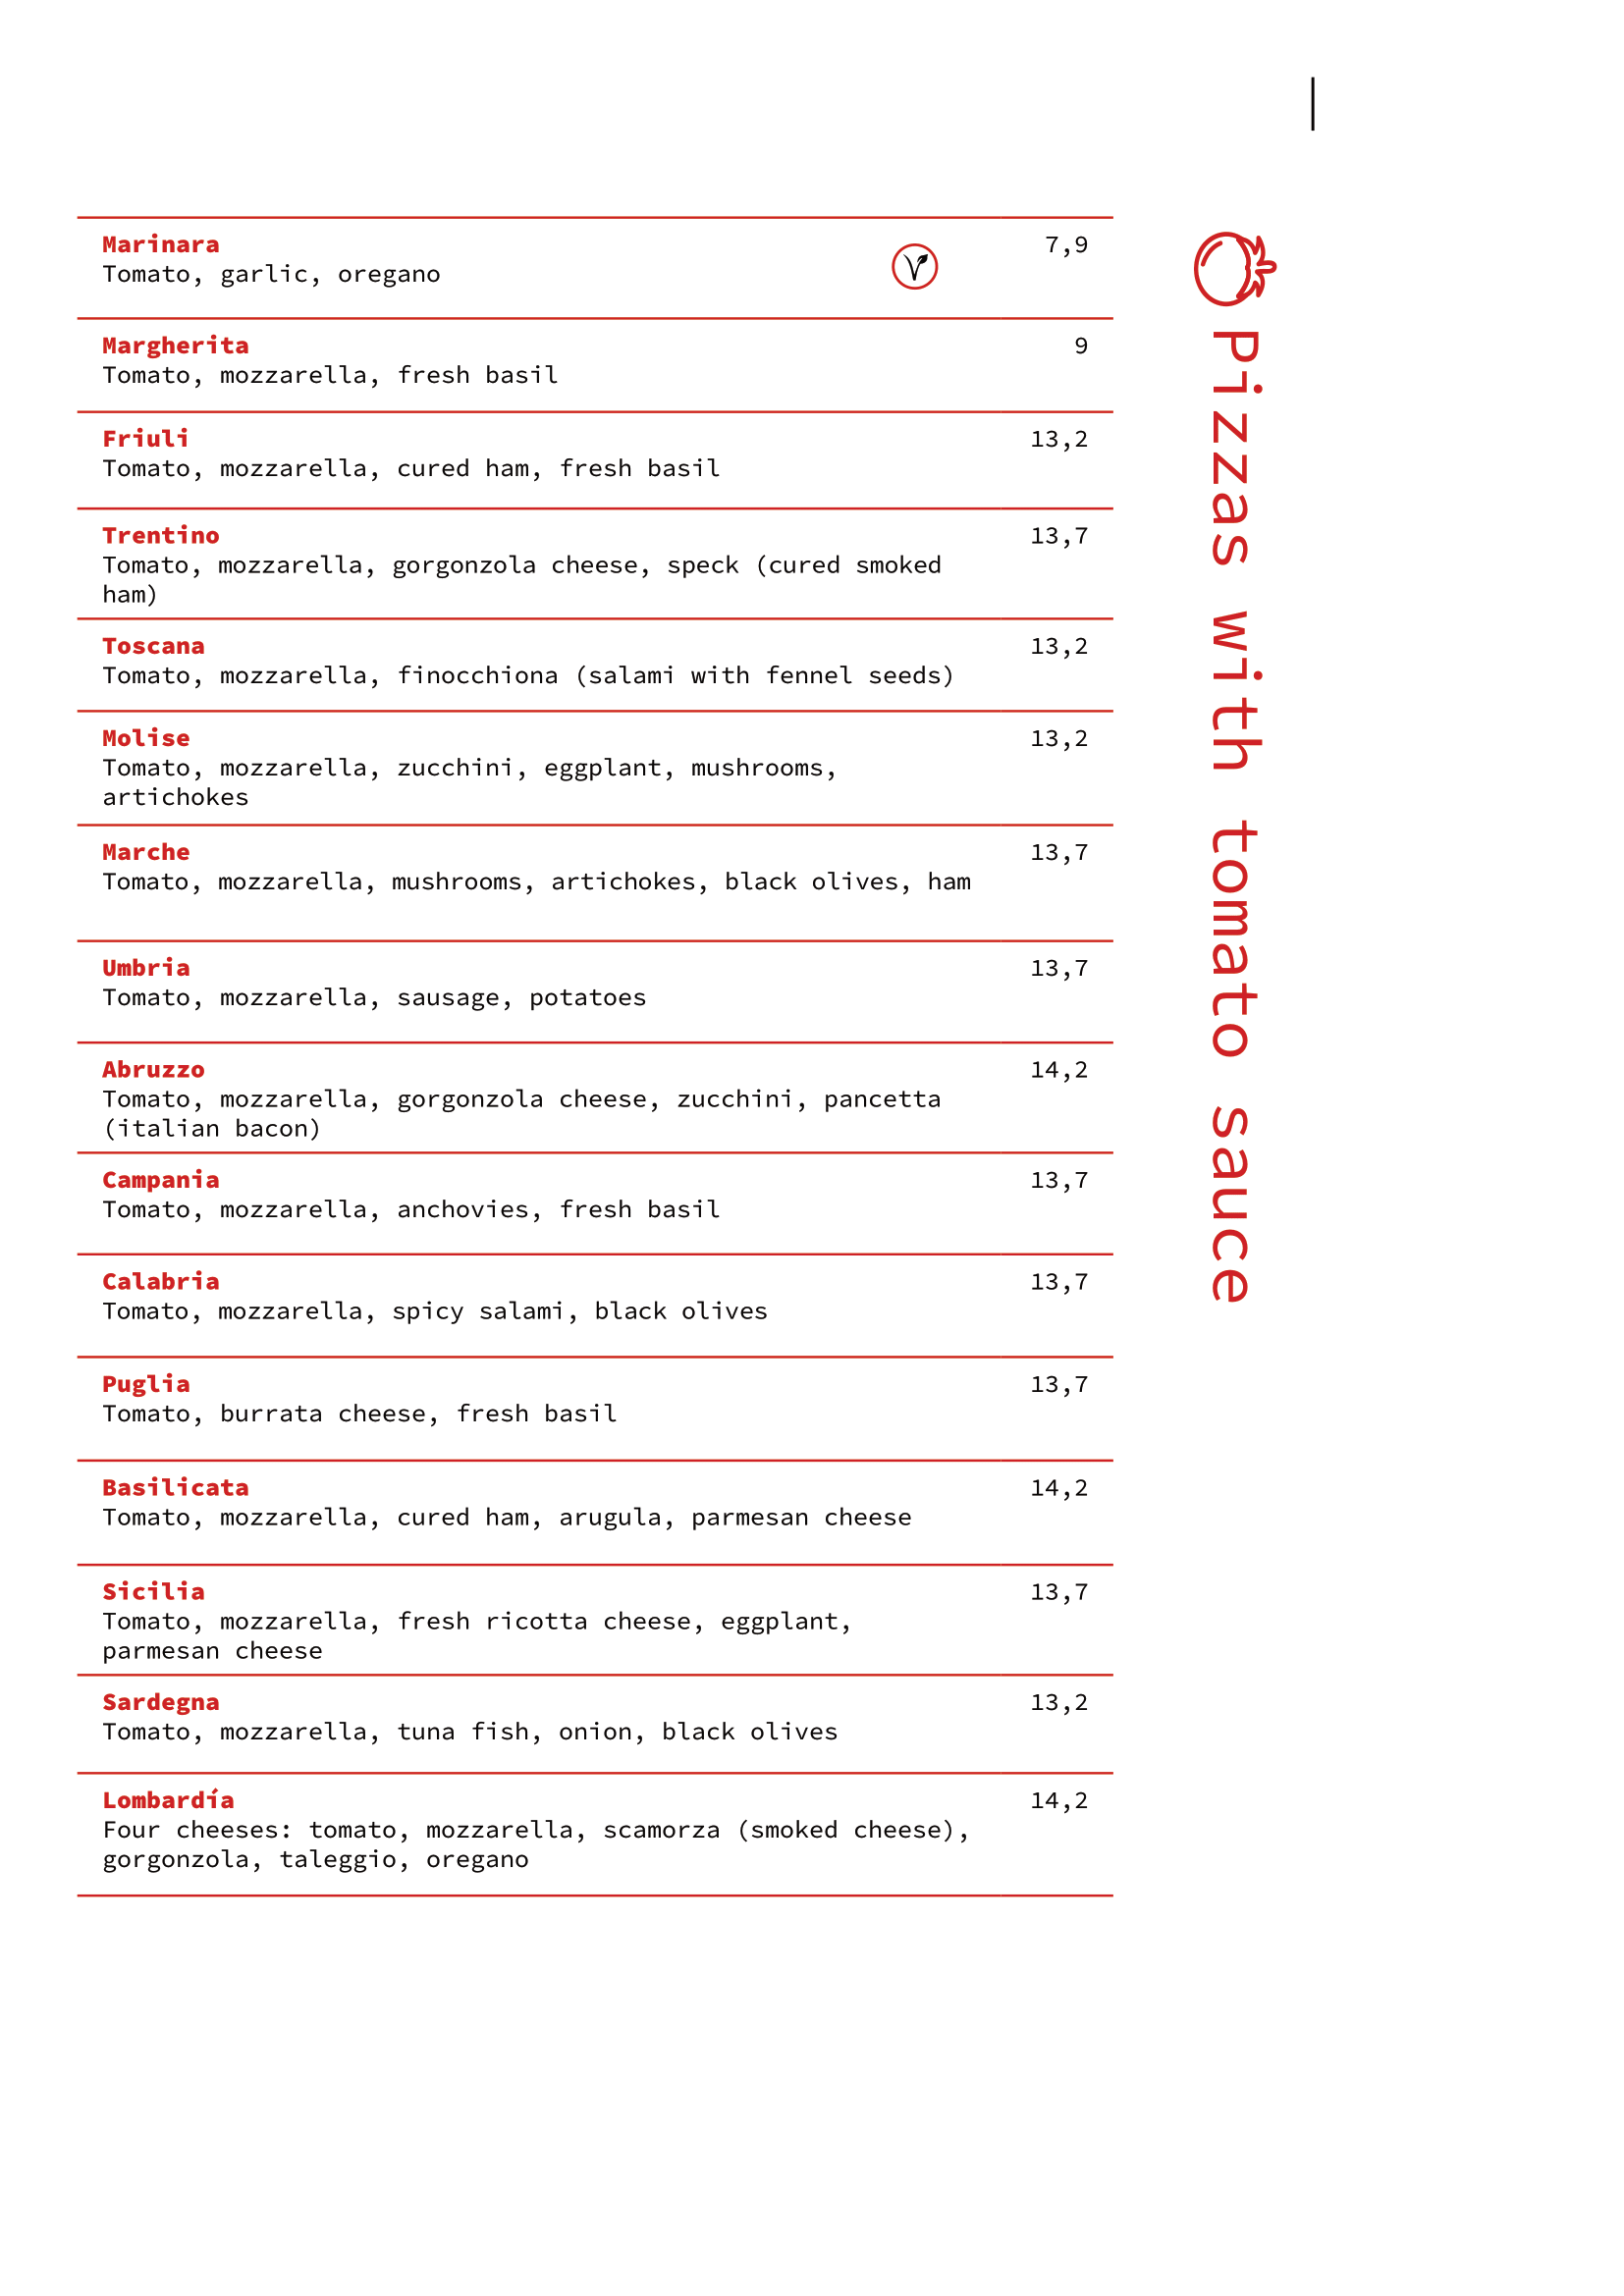 Pizzas with tomato sauce
Marinara 7,9
Tomato, garlic, oregano
Margherita 9
Tomato, mozzarella, fresh basil
Friuli 13,2
Tomato, mozzarella, cured ham, fresh basil
Trentino 13,7
Tomato, mozzarella, gorgonzola cheese, speck (cured smoked
ham)
Toscana 13,2
Tomato, mozzarella, finocchiona (salami with fennel seeds)
Molise 13,2
Tomato, mozzarella, zucchini, eggplant, mushrooms,
artichokes
Marche 13,7
Tomato, mozzarella, mushrooms, artichokes, black olives, ham
Umbria 13,7
Tomato, mozzarella, sausage, potatoes
Abruzzo 14,2
Tomato, mozzarella, gorgonzola cheese, zucchini, pancetta
(italian bacon)
Campania 13,7
Tomato, mozzarella, anchovies, fresh basil
Calabria 13,7
Tomato, mozzarella, spicy salami, black olives
Puglia 13,7
Tomato, burrata cheese, fresh basil
Basilicata 14,2
Tomato, mozzarella, cured ham, arugula, parmesan cheese
Sicilia 13,7
Tomato, mozzarella, fresh ricotta cheese, eggplant,
parmesan cheese
Sardegna 13,2
Tomato, mozzarella, tuna fish, onion, black olives
Lombardía 14,2
Four cheeses: tomato, mozzarella, scamorza (smoked cheese),
gorgonzola, taleggio, oregano